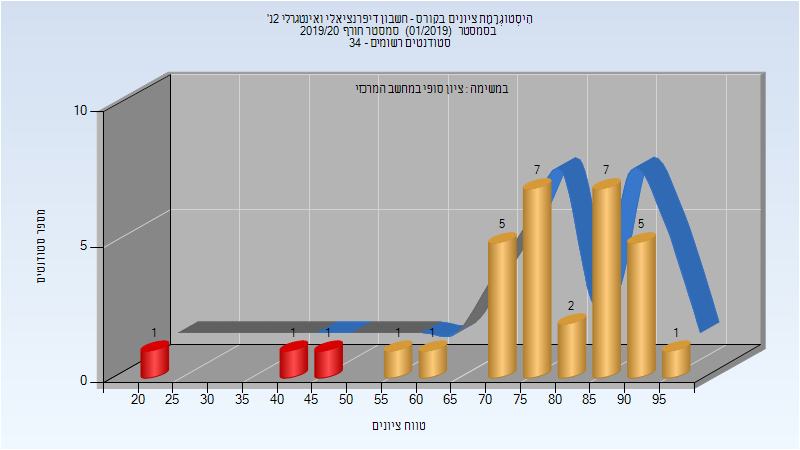 היסטוגרמת ציונים בקורס - חשבון דיפרנציאלי ואינטגרלי 2נ'
בסמסטר (01/2019) סמסטר חורף 2019/20
סטודנטים רשומים - 34
במשימה : ציון סופי במחשב המרכזי
מספר סטודנטים
10
5
0
1
1
1
1
1
5
7
2
7
5
1
20 25 30 35 40 45 50 55 60 65 70 75 80 85 90 95
טווח ציונים